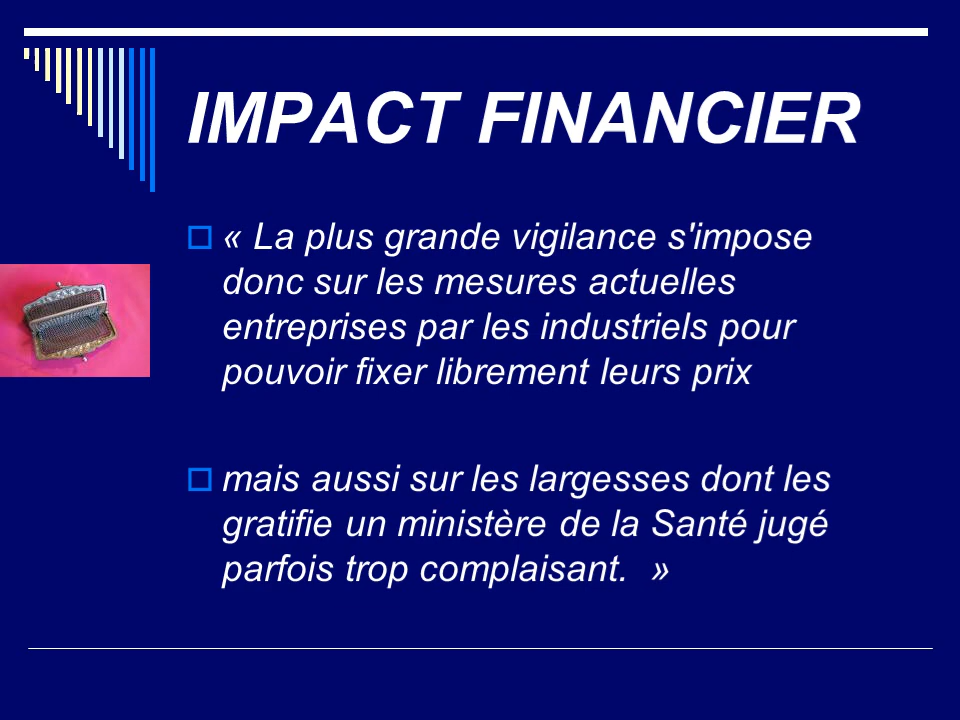 IMPACT FINANCIER
« La plus grande vigilance s'impose
donc sur les mesures actuelles
entreprises par les industriels pour
pouvoir fixer librement leurs prix
mais aussi sur les largesses dont les
gratifie un ministère de la Santé jugé
parfois trop complaisant.  »